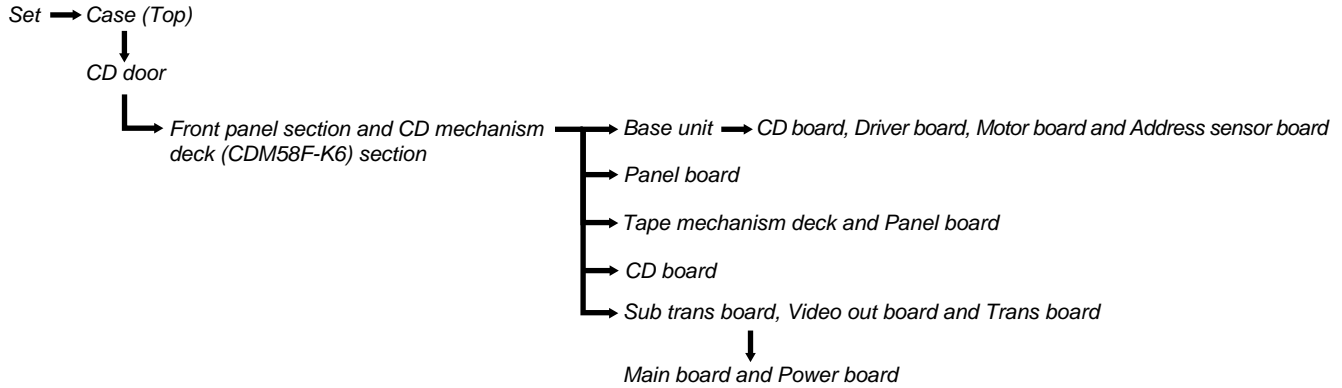 Set Case (Top)
CD door
Front panel section and CD mechanism
deck (CDM58F-K6) section
Base unit CD board, Driver board, Motor board and Address sensor board
Panel board
Tape mechanism deck and Panel board
CD board
Sub trans board, Video out board and Trans board
Main board and Power board